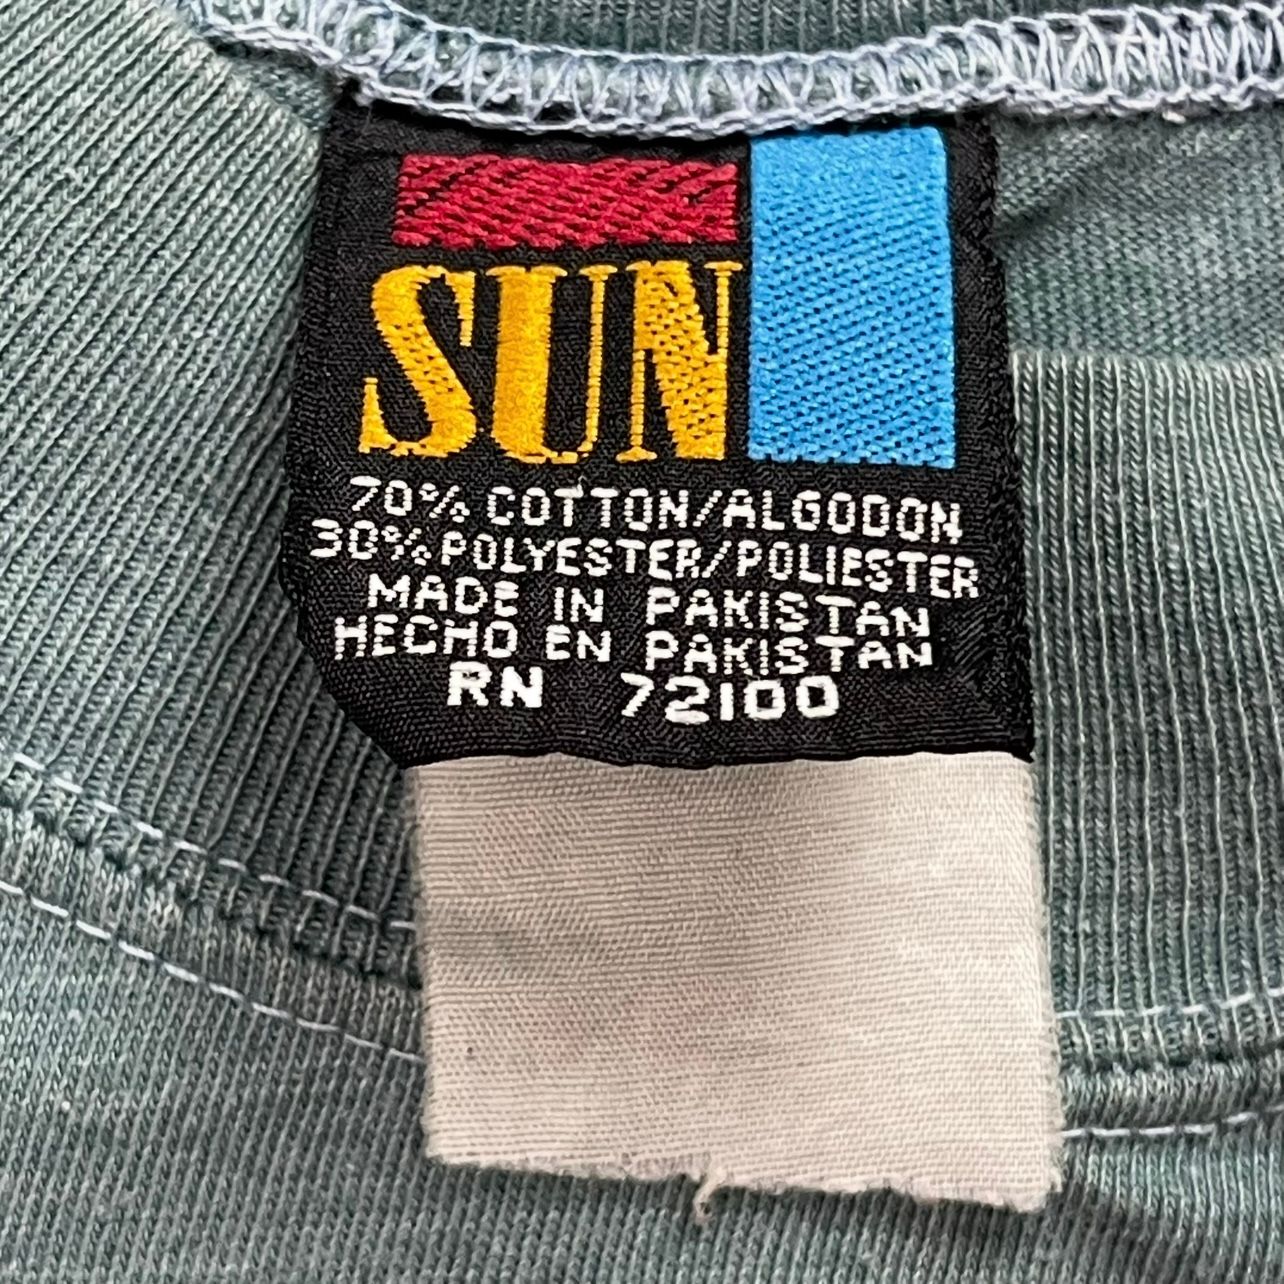 SUN
70% COTTON/ALGODON
30% POLYESTER/POLIESTER
MADE IN PAKISTAN
HECHO EN PAKISTAN
RN 72100